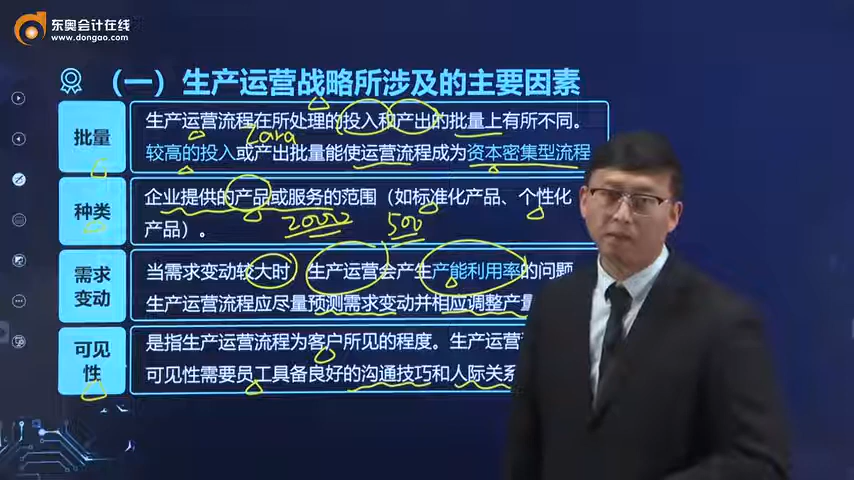 东奥会计在线
www.dongao.com
（一）生产运营战略所涉及的主要因素
批量
生产运营流程在所处理的投入和产出的批量上有所不同。
较高的投入或产出批量能使运营流程成为资本密集型流程
Zara
种类
企业提供的产品或服务的范围（如标准化产品、个性化
产品）。
20000 500
需求
变动
当需求变动较大时 生产运营会产生产能利用率的问题
生产运营流程应尽量预测需求变动并相应调整产量
可见
性
是指生产运营流程为客户所见的程度。生产运营
可见性需要员工具备良好的沟通技巧和人际关系